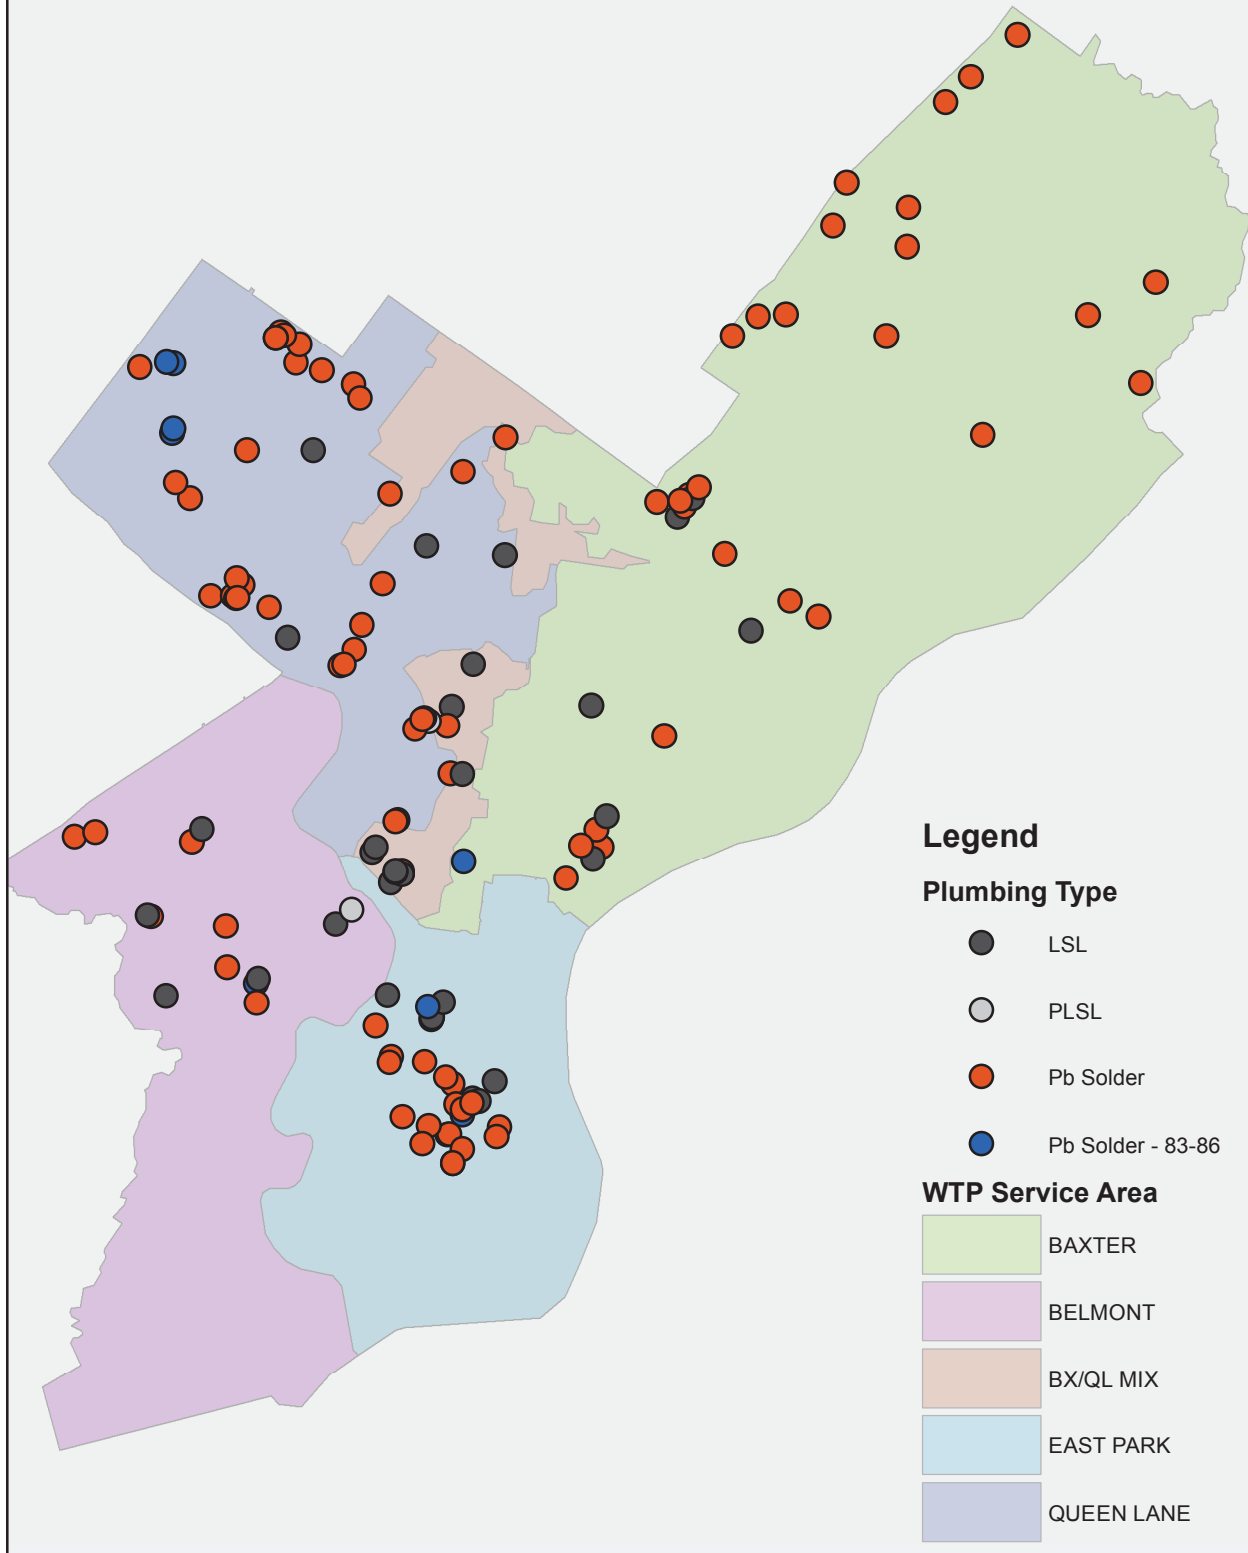 Legend
Plumbing Type
LSL
PLSL
Pb Solder
Pb Solder - 83-86
WTP Service Area
BAXTER
BELMONT
BX/QL MIX
EAST PARK
QUEEN LANE